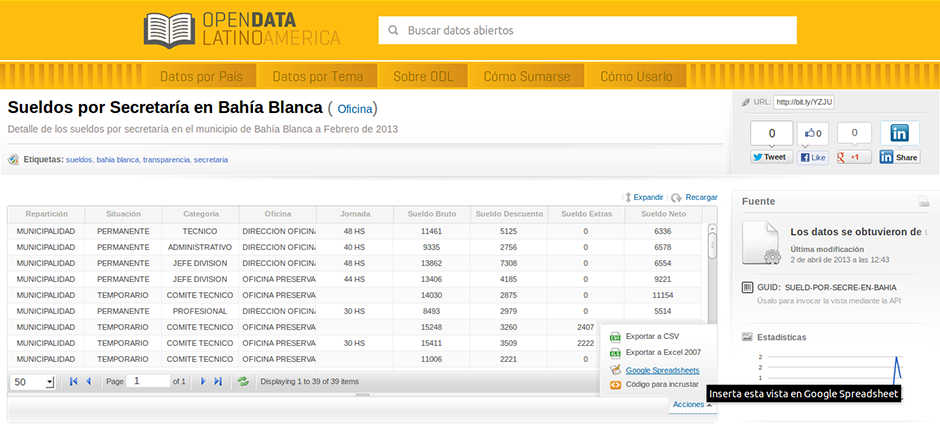 OPENDATA
LATINOAMERICA
Buscar datos abiertos
Datos por País Datos por Tema Sobre ODL Cómo Sumarse Cómo Usarlo
Sueldos por Secretaría en Bahía Blanca ( Oficina)
Detalle de los sueldos por secretaría en el municipio de Bahía Blanca a Febrero de 2013
Etiquetas: sueldos, bahia blanca, transparencia, secretaria
URL: http://bit.ly/YZJU
0 0 0
Tweet Like +1 Share
Expandir Recargar
Repartición Situación Categoria Oficina Jornada Sueldo Bruto Sueldo Descuento Sueldo Extras Sueldo Neto
MUNICIPALIDAD PERMANENTE TECNICO DIRECCION OFICINA 48 HS 11461 5125 0 6336
MUNICIPALIDAD PERMANENTE ADMINISTRATIVO DIRECCION OFICINA 40 HS 9335 2756 0 6578
MUNICIPALIDAD PERMANENTE JEFE DIVISION DIRECCION OFICINA 48 HS 13862 7308 0 6554
MUNICIPALIDAD PERMANENTE JEFE DIVISION OFICINA PRESERVA 44 HS 13406 4185 0 9221
MUNICIPALIDAD TEMPORARIO COMITE TECNICO OFICINA PRESERVA 14030 2875 0 11154
MUNICIPALIDAD PERMANENTE PROFESIONAL DIRECCION OFICINA 30 HS 8493 2979 0 5514
MUNICIPALIDAD TEMPORARIO COMITE TECNICO OFICINA PRESERVA 15248 3260 2407
MUNICIPALIDAD TEMPORARIO COMITE TECNICO OFICINA PRESERVA 30 HS 15411 3509 2222
MUNICIPALIDAD TEMPORARIO COMITE TECNICO OFICINA PRESERVA 11006 2221 0
50 Page 1 of 1 Displaying 1 to 39 of 39 items
Exportar a CSV
Exportar a Excel 2007
Google Spreadsheets
Código para incrustar
Acciones
Inserta esta vista en Google Spreadsheet
Fuente
Los datos se obtuvieron de
Última modificación
2 de abril de 2013 a las 12:43
GUID: SUELD-POR-SECRE-EN-BAHIA
Úsalo para invocar la vista mediante la API
Estadísticas
2
2
1